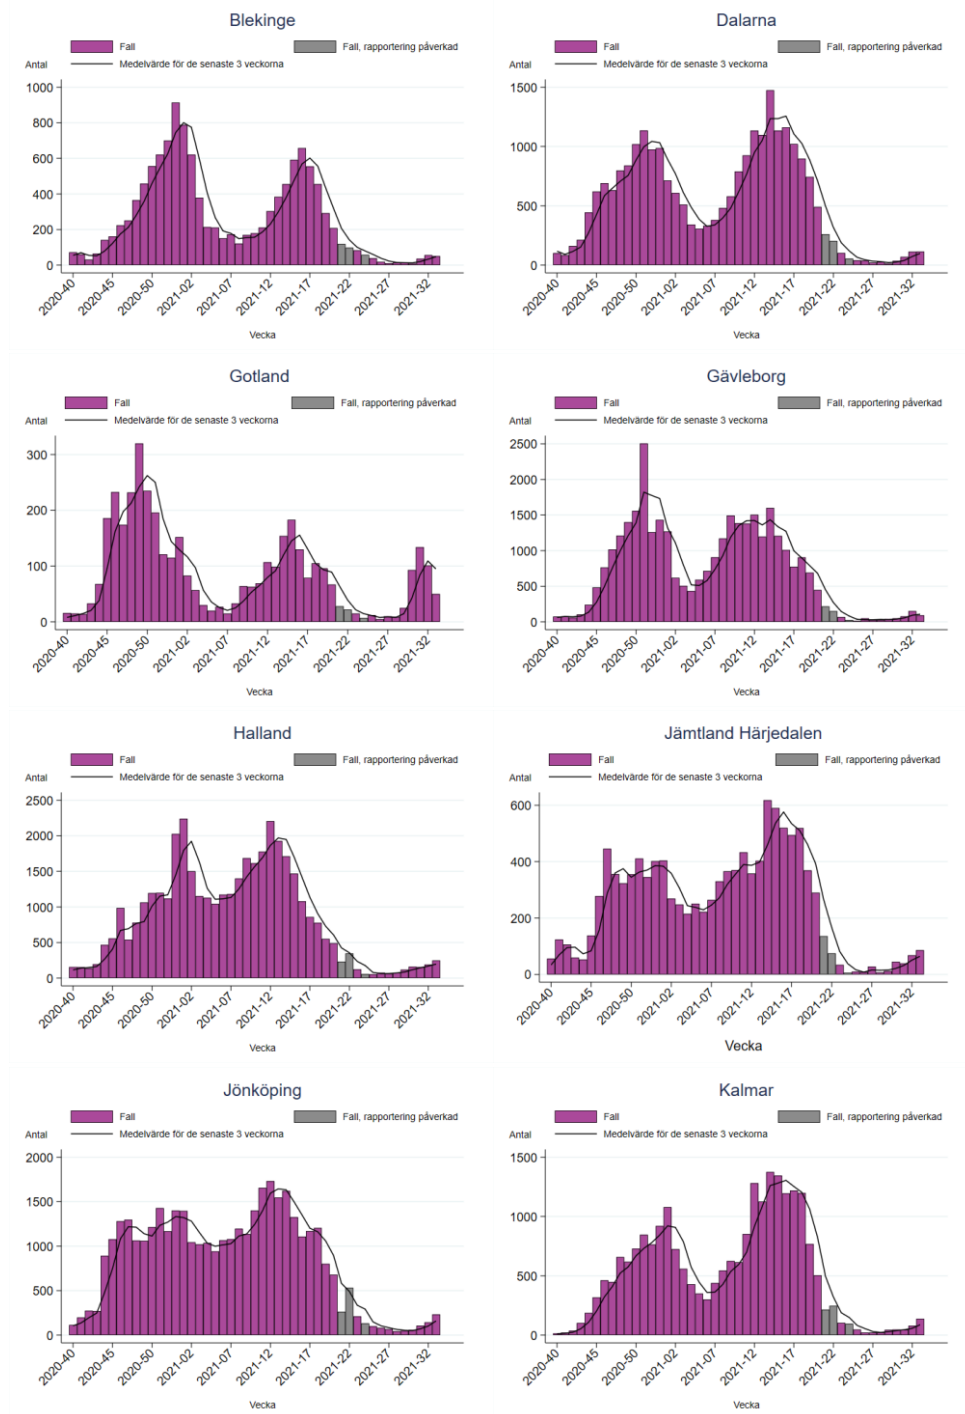 Blekinge
Fall
Fall, rapportering påverkad
Antal
Medelvärde för de senaste 3 veckorna
1000
800
600
400
200
0
2020-40
2020-45
2020-50
2021-02
2021-07
2021-12
2021-17
2021-22
2021-27
2021-32
Vecka
Dalarna
Fall
Fall, rapportering påverkad
Antal
Medelvärde för de senaste 3 veckorna
1500
1000
500
0
2020-40
2020-45
2020-50
2021-02
2021-07
2021-12
2021-17
2021-22
2021-27
2021-32
Vecka
Gotland
Fall
Fall, rapportering påverkad
Antal
Medelvärde för de senaste 3 veckorna
300
200
100
0
2020-40
2020-45
2020-50
2021-02
2021-07
2021-12
2021-17
2021-22
2021-27
2021-32
Vecka
Gävleborg
Fall
Fall, rapportering påverkad
Antal
Medelvärde för de senaste 3 veckorna
2500
2000
1500
1000
500
0
2020-40
2020-45
2020-50
2021-02
2021-07
2021-12
2021-17
2021-22
2021-27
2021-32
Vecka
Halland
Fall
Fall, rapportering påverkad
Antal
Medelvärde för de senaste 3 veckorna
2500
2000
1500
1000
500
0
2020-40
2020-45
2020-50
2021-02
2021-07
2021-12
2021-17
2021-22
2021-27
2021-32
Vecka
Jämtland Härjedalen
Fall
Fall, rapportering påverkad
Antal
Medelvärde för de senaste 3 veckorna
600
400
200
0
2020-40
2020-45
2020-50
2021-02
2021-07
2021-12
2021-17
2021-22
2021-27
2021-32
Vecka
Jönköping
Fall
Fall, rapportering påverkad
Antal
Medelvärde för de senaste 3 veckorna
2000
1500
1000
500
0
2020-40
2020-45
2020-50
2021-02
2021-07
2021-12
2021-17
2021-22
2021-27
2021-32
Vecka
Kalmar
Fall
Fall, rapportering påverkad
Antal
Medelvärde för de senaste 3 veckorna
1500
1000
500
0
2020-40
2020-45
2020-50
2021-02
2021-07
2021-12
2021-17
2021-22
2021-27
2021-32
Vecka